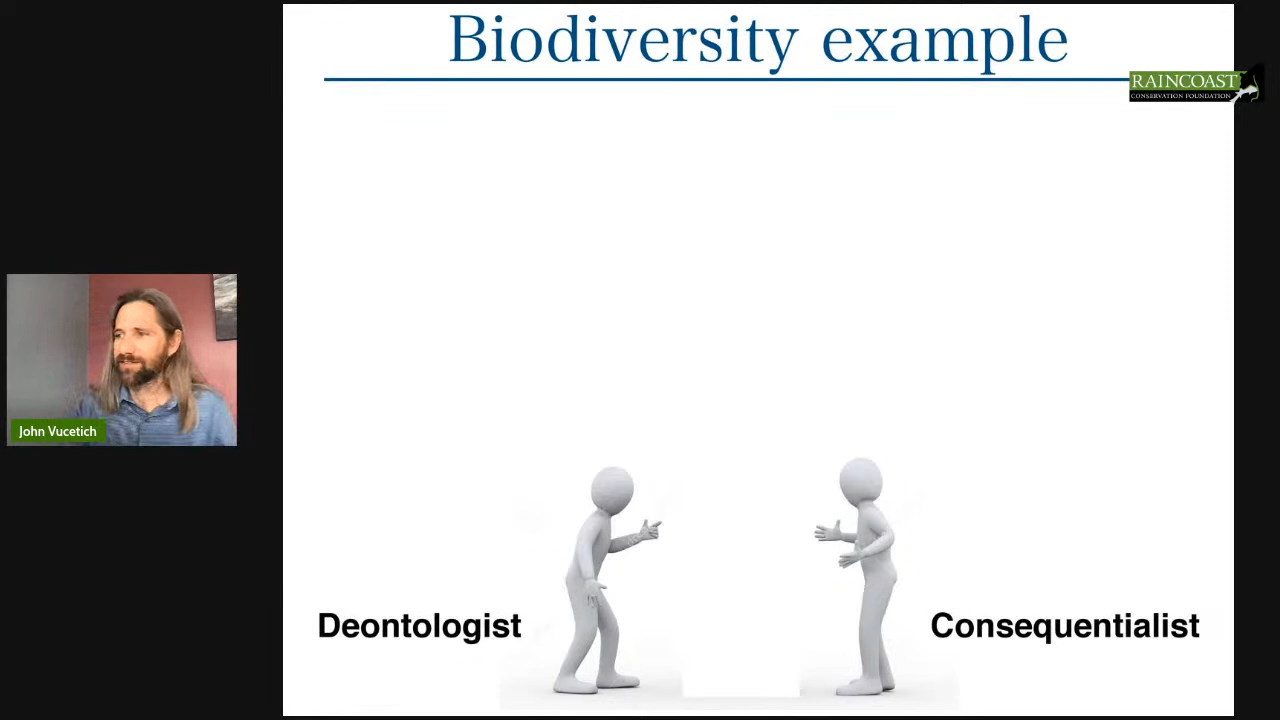 Biodiversity example
RAINCOAST
CONSERVATION FOUNDATION
John Vucetich
Deontologist
Consequentialist